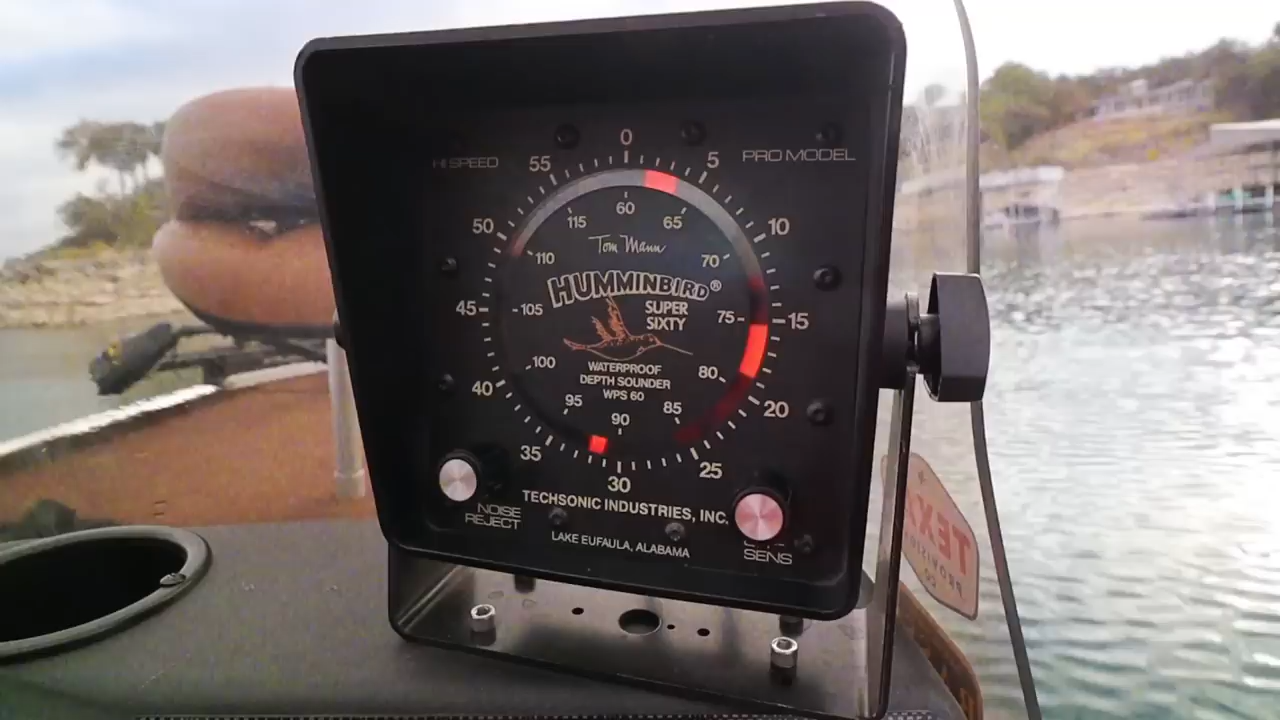 HI SPEED
PRO MODEL
0
5
10
15
20
25
30
35
40
45
50
55
60
65
70
75
80
85
90
95
100
105
110
115
Tom Mann
HUMMINBIRD®
SUPER
SIXTY
WATERPROOF
DEPTH SOUNDER
WPS 60
NOISE
REJECT
TECHSONIC INDUSTRIES, INC.
LAKE EUFAULA, ALABAMA
SENS